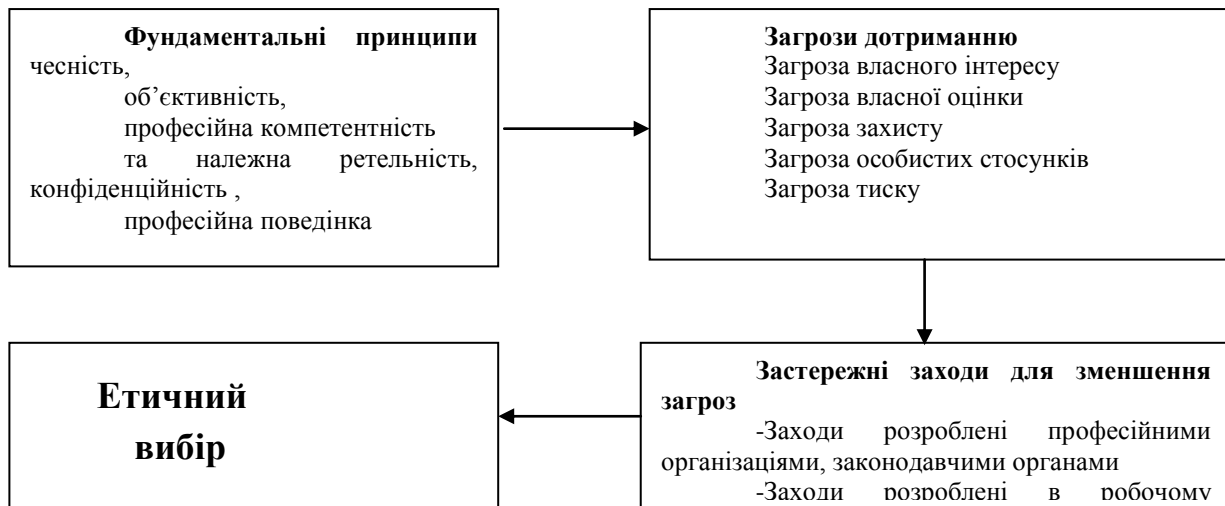 Фундаментальні принципи
чесність,
об’єктивність,
професійна компетентність
та належна ретельність,
конфіденційність ,
професійна поведінка
Загрози дотриманню
Загроза власного інтересу
Загроза власної оцінки
Загроза захисту
Загроза особистих стосунків
Загроза тиску
Етичний
вибір
Застережні заходи для зменшення
загроз
-Заходи розроблені професійними
організаціями, законодавчими органами
-Заходи розроблені в робочому